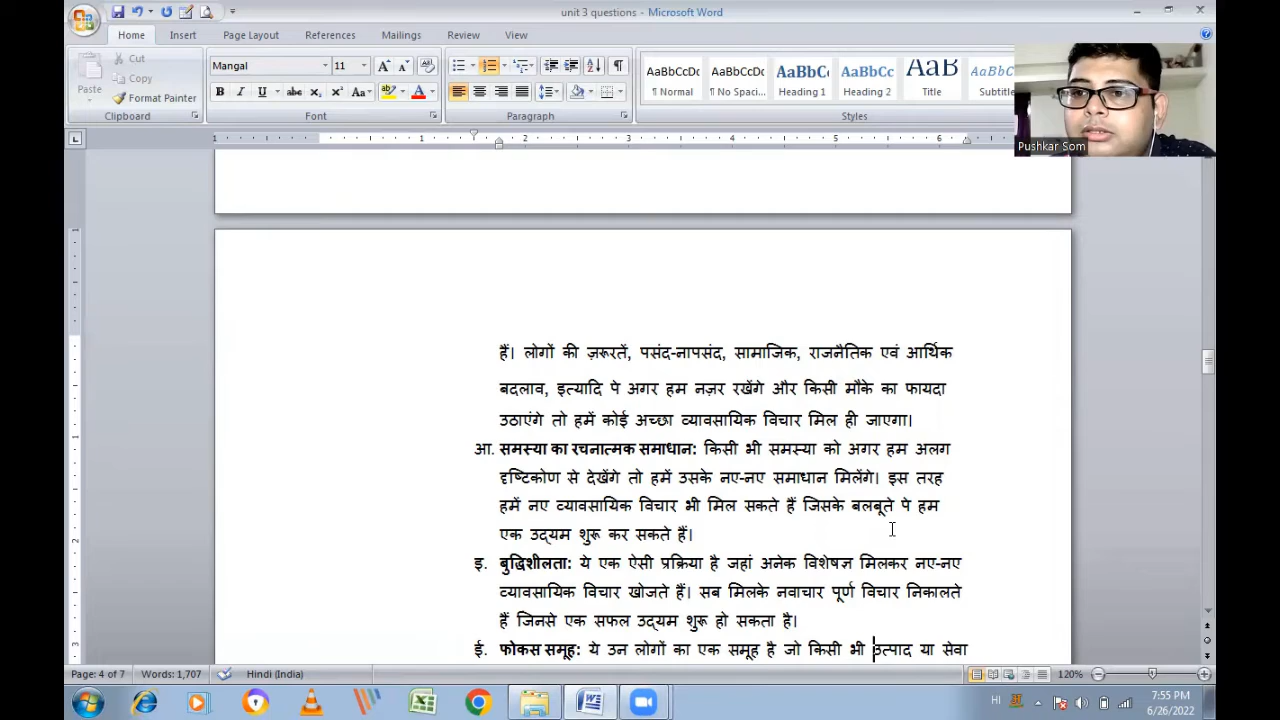 unit 3 questions - Microsoft Word
Home Insert Page Layout References Mailings Review View
Cut
Copy
Paste
Format Painter
Clipboard
Mangal 11
Font
Paragraph
AaBbCcDc AaBbCcDc AaBbC AaBbCc AaB AaBbC
¶ Normal ¶ No Spaci... Heading 1 Heading 2 Title Subtitle
Styles
Pushkar Som
हैं। लोगों की ज़रूरतें, पसंद-नापसंद, सामाजिक, राजनैतिक एवं आर्थिक
बदलाव, इत्यादि पे अगर हम नज़र रखेंगे और किसी मौके का फायदा
उठाएंगे तो हमें कोई अच्छा व्यावसायिक विचार मिल ही जाएगा।
आ. समस्या का रचनात्मक समाधान: किसी भी समस्या को अगर हम अलग
दृष्टिकोण से देखेंगे तो हमें उसके नए-नए समाधान मिलेंगे। इस तरह
हमें नए व्यावसायिक विचार भी मिल सकते हैं जिसके बलबूते पे हम
एक उद्यम शुरू कर सकते हैं।
इ. बुद्धिशीलता: ये एक ऐसी प्रक्रिया है जहां अनेक विशेषज्ञ मिलकर नए-नए
व्यावसायिक विचार खोजते हैं। सब मिलके नवाचार पूर्ण विचार निकालते
हैं जिनसे एक सफल उद्यम शुरू हो सकता है।
ई. फोकस समूह: ये उन लोगों का एक समूह है जो किसी भी उत्पाद या सेवा
Page: 4 of 7 Words: 1,707 Hindi (India) 120%
HI 7:55 PM
6/26/2022